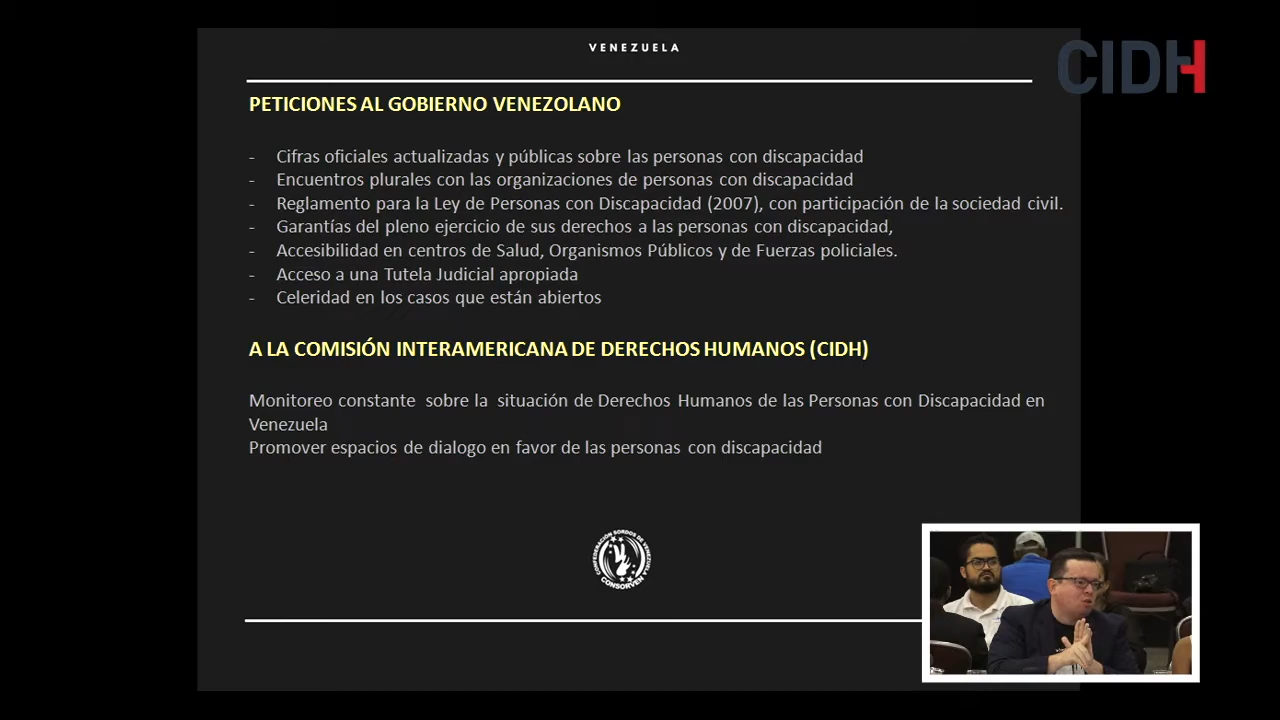 VENEZUELA
CIDH
PETICIONES AL GOBIERNO VENEZOLANO
- Cifras oficiales actualizadas y públicas sobre las personas con discapacidad
- Encuentros plurales con las organizaciones de personas con discapacidad
- Reglamento para la Ley de Personas con Discapacidad (2007), con participación de la sociedad civil.
- Garantías del pleno ejercicio de sus derechos a las personas con discapacidad,
- Accesibilidad en centros de Salud, Organismos Públicos y de Fuerzas policiales.
- Acceso a una Tutela Judicial apropiada
- Celeridad en los casos que están abiertos
A LA COMISIÓN INTERAMERICANA DE DERECHOS HUMANOS (CIDH)
Monitoreo constante sobre la situación de Derechos Humanos de las Personas con Discapacidad en
Venezuela
Promover espacios de dialogo en favor de las personas con discapacidad
CONFEDERACIÓN SORDOS DE VENEZUELA
CONSORVEN